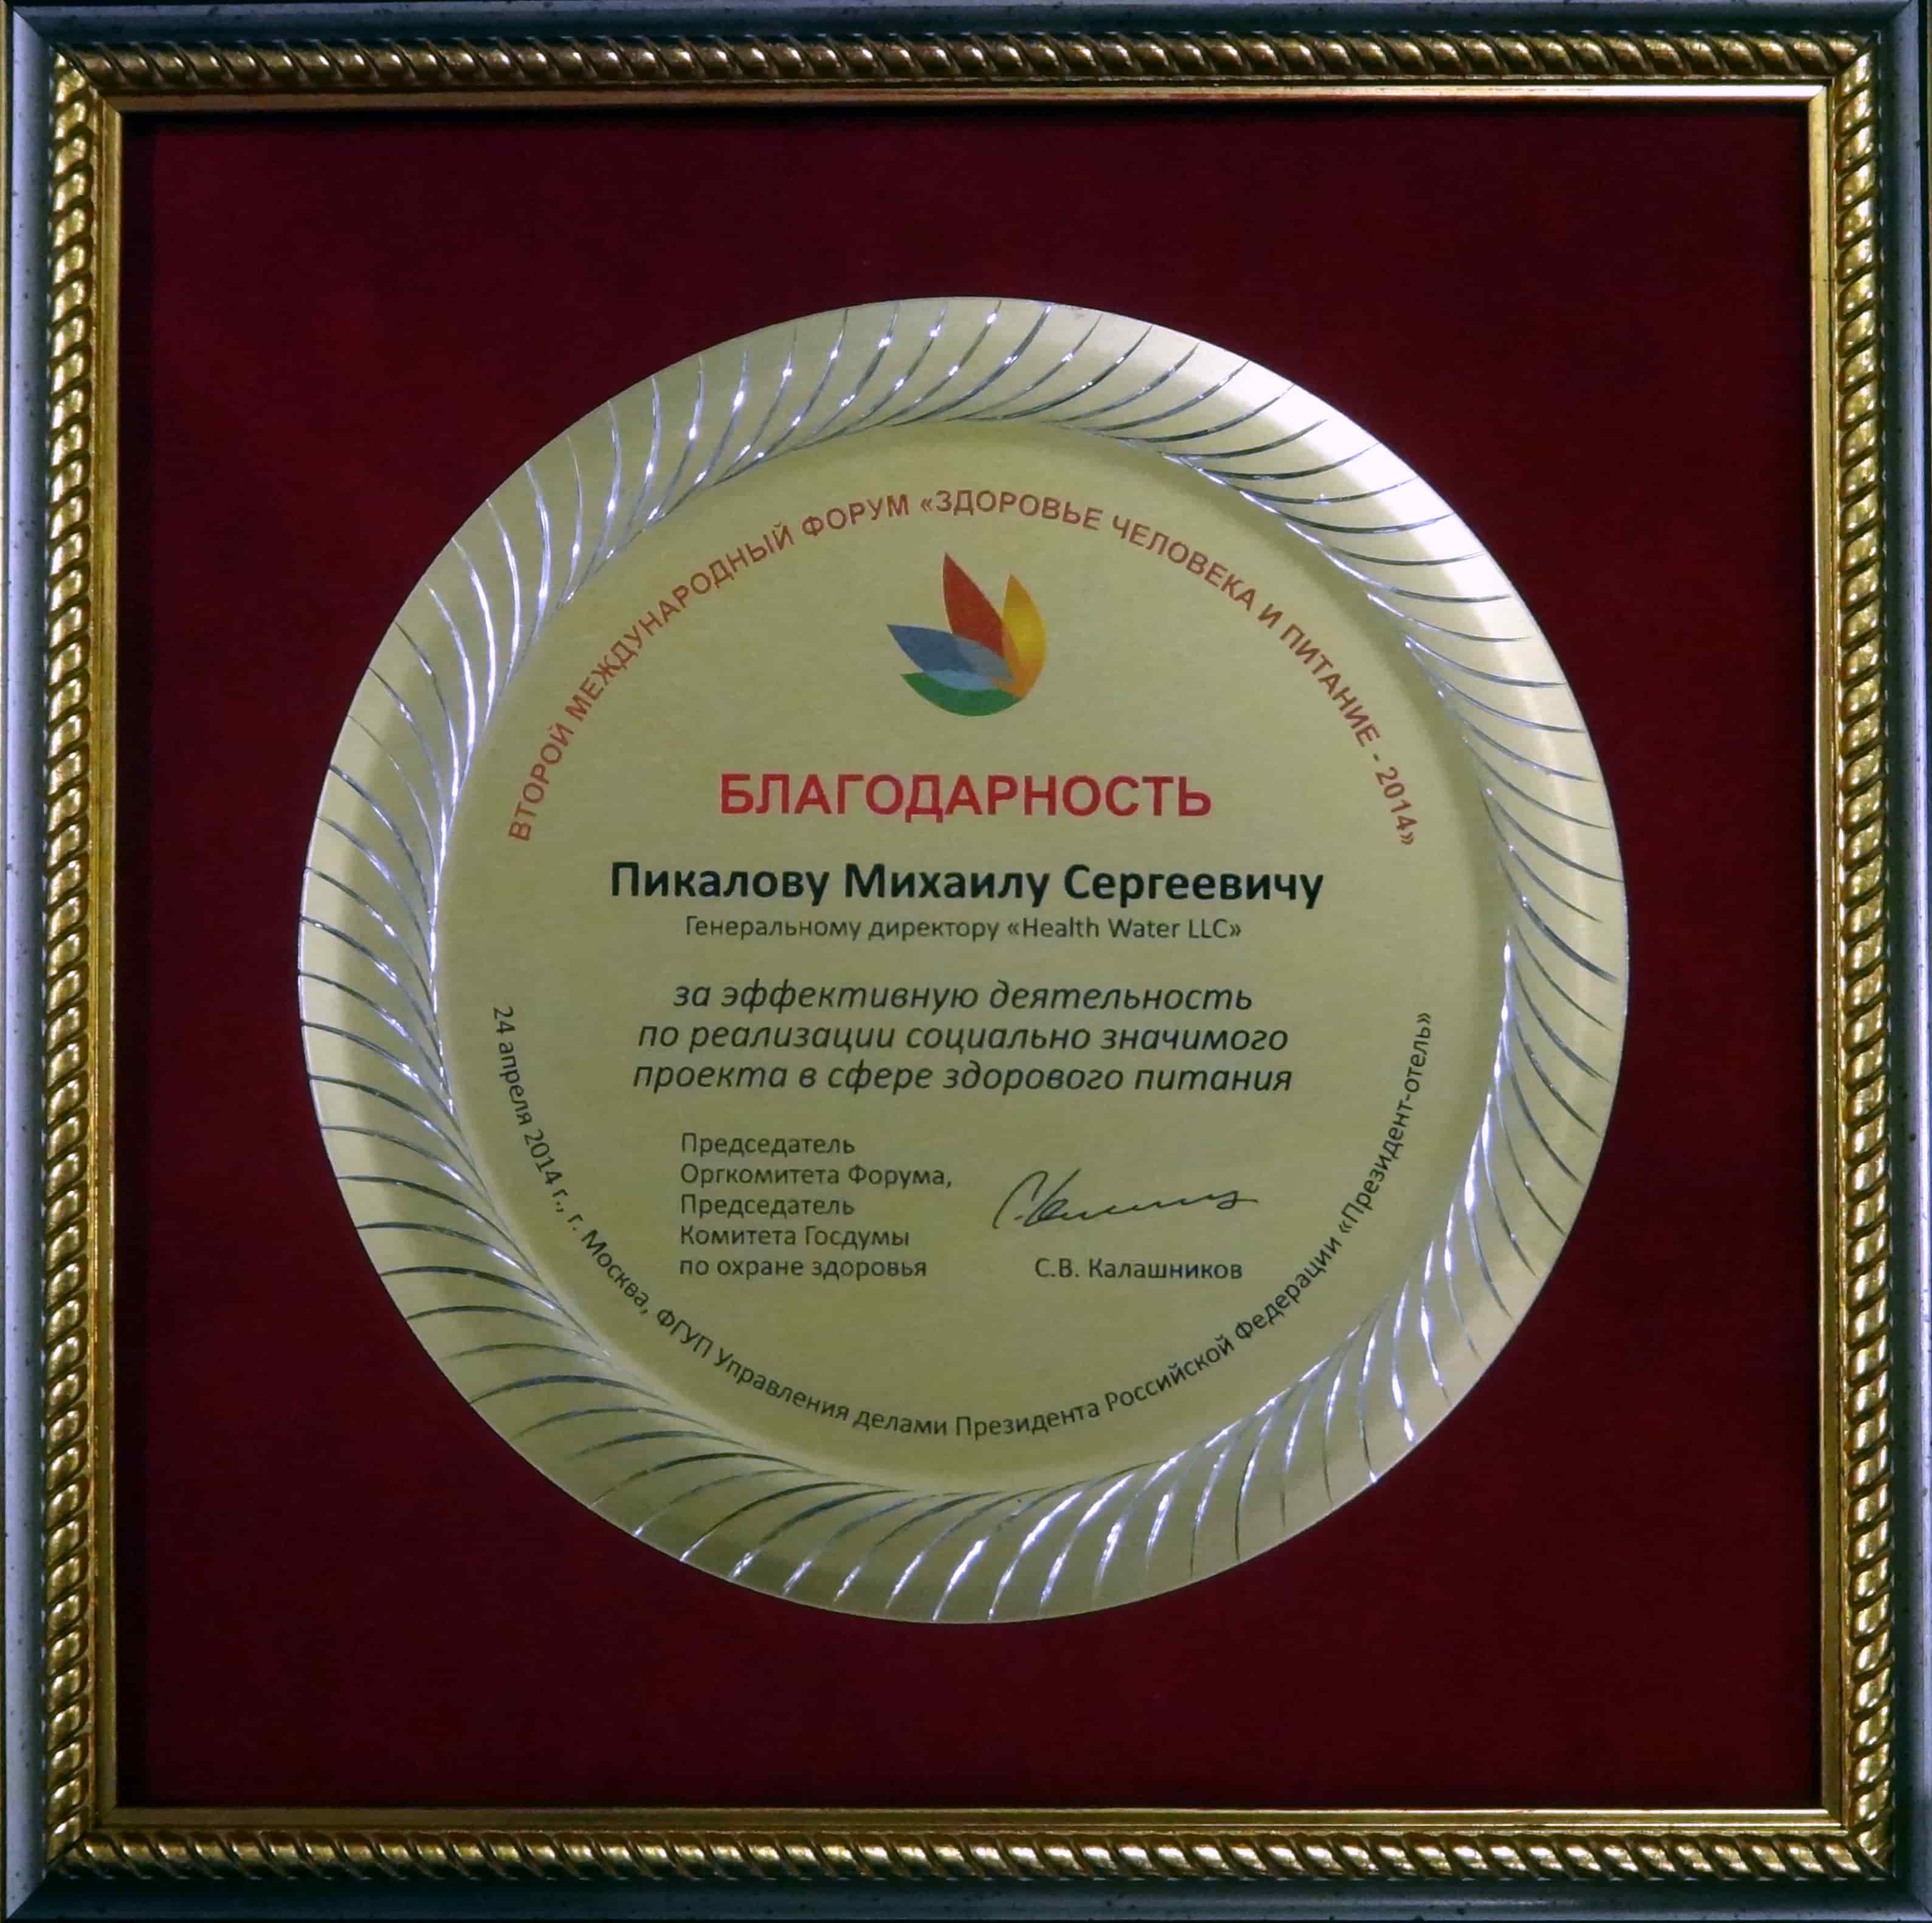 ВТОРОЙ МЕЖДУНАРОДНЫЙ ФОРУМ «ЗДОРОВЬЕ ЧЕЛОВЕКА И ПИТАНИЕ - 2014»
БЛАГОДАРНОСТЬ
Пикалову Михаилу Сергеевичу
Генеральному директору «Health Water LLC»
за эффективную деятельность
по реализации социально значимого
проекта в сфере здорового питания
Председатель
Оргкомитета Форума,
Председатель
Комитета Госдумы
по охране здоровья
С.В. Калашников
24 апреля 2014 г., г. Москва, ФГУП Управления делами Президента Российской Федерации «Президент-отель»